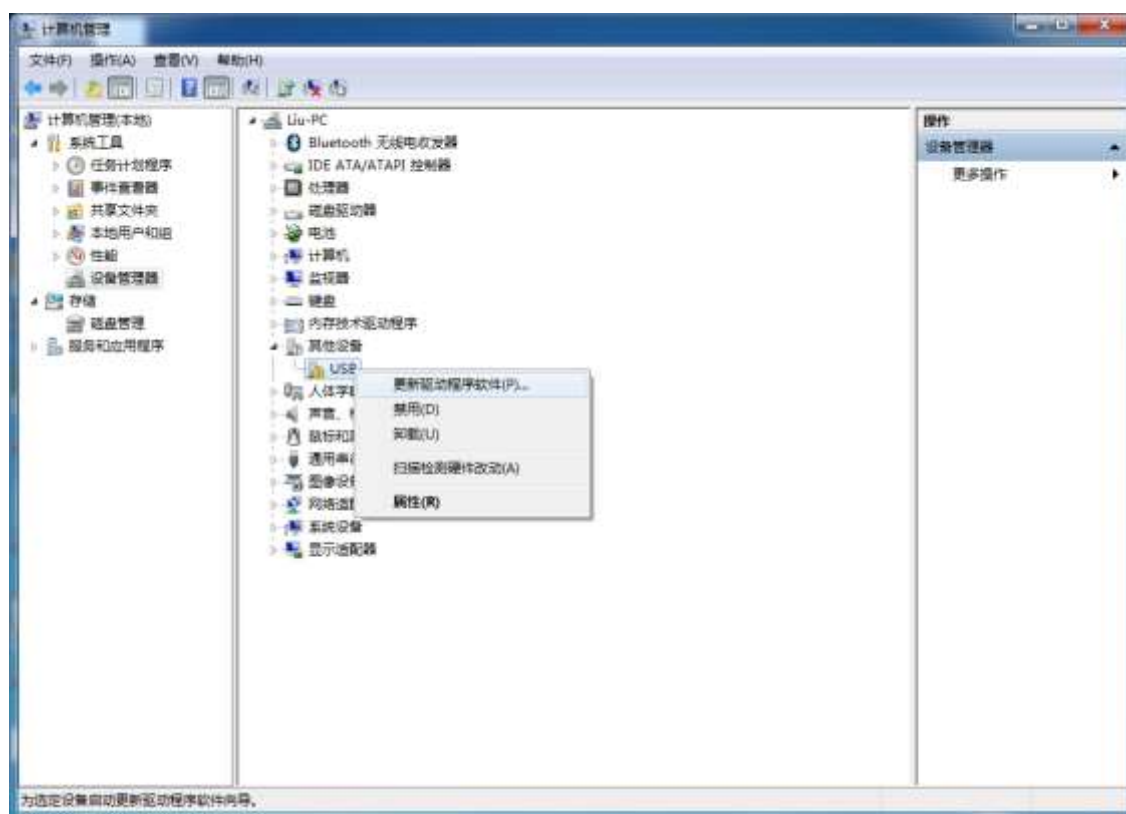 计算机管理
文件(F) 操作(A) 查看(V) 帮助(H)
计算机管理(本地)
系统工具
任务计划程序
事件查看器
共享文件夹
本地用户和组
性能
设备管理器
存储
磁盘管理
服务和应用程序
Liu-PC
Bluetooth 无线电收发器
IDE ATA/ATAPI 控制器
处理器
磁盘驱动器
电池
计算机
监视器
键盘
内存技术驱动程序
其他设备
USB
人体学
声音、
鼠标和
通用串
图像设
网络适
系统设备
显示适配器
更新驱动程序软件(P)...
禁用(D)
卸载(U)
扫描检测硬件改动(A)
属性(R)
操作
设备管理器
更多操作
为选定设备启动更新驱动程序软件向导。